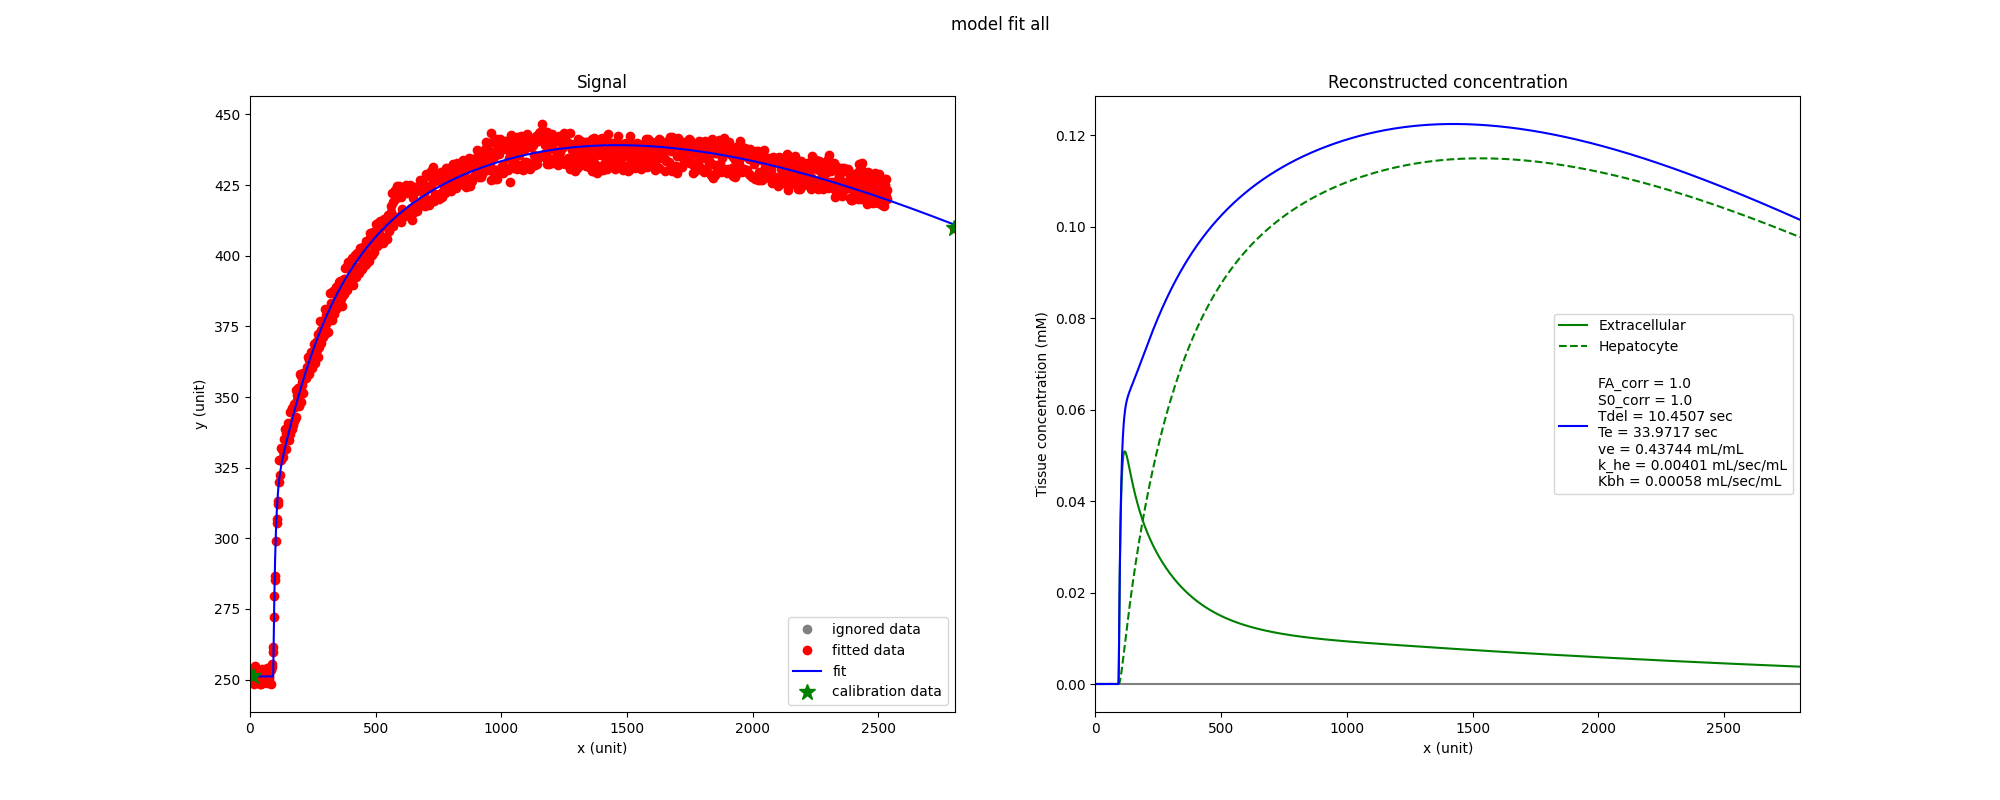 model fit all
Signal
450
425
400
375
350
325
300
275
250
y (unit)
0 500 1000 1500 2000 2500
x (unit)
ignored data
fitted data
fit
calibration data
Reconstructed concentration
0.12
0.10
0.08
0.06
0.04
0.02
0.00
Tissue concentration (mM)
0 500 1000 1500 2000 2500
x (unit)
Extracellular
Hepatocyte
FA_corr = 1.0
S0_corr = 1.0
Tdel = 10.4507 sec
Te = 33.9717 sec
ve = 0.43744 mL/mL
k_he = 0.00401 mL/sec/mL
Kbh = 0.00058 mL/sec/mL